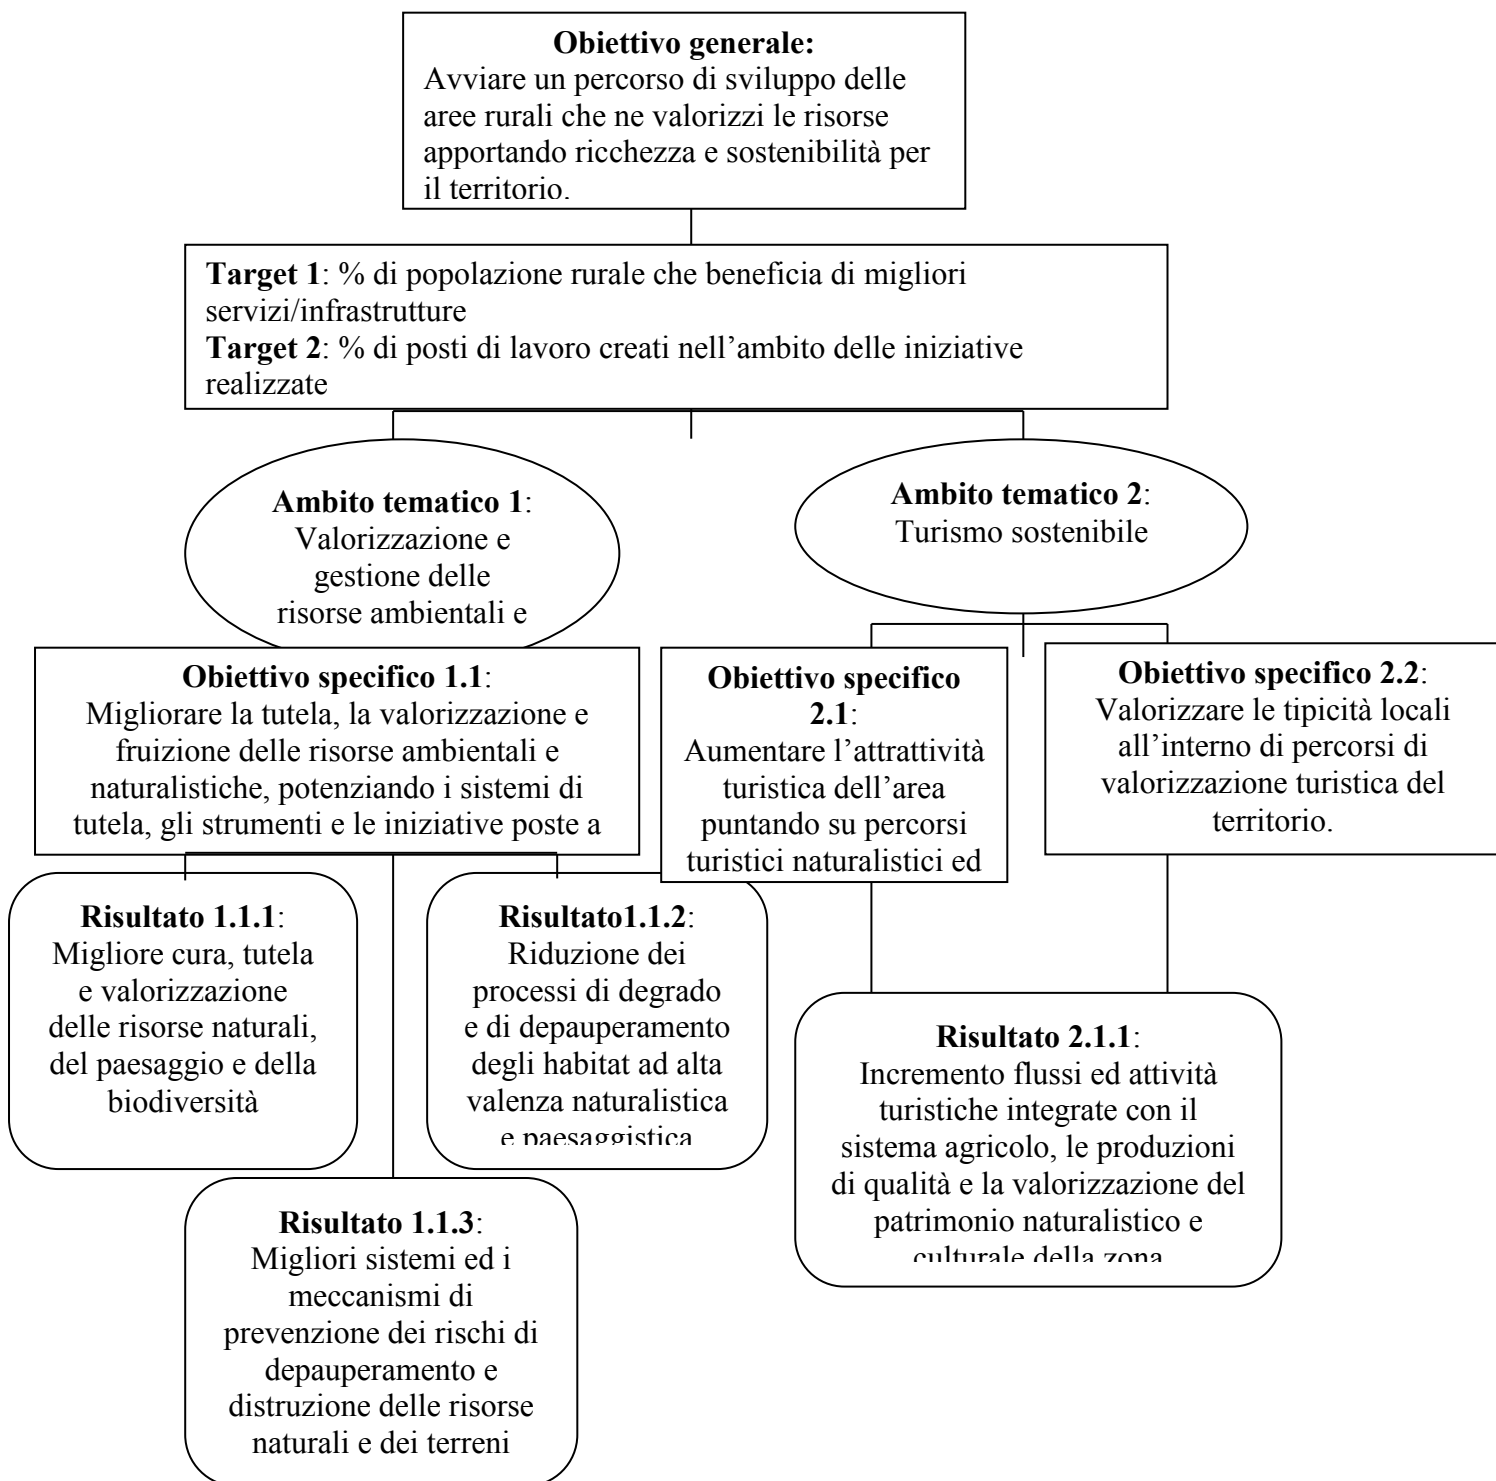 Obiettivo generale:
Avviare un percorso di sviluppo delle
aree rurali che ne valorizzi le risorse
apportando ricchezza e sostenibilità per
il territorio.
Target 1: % di popolazione rurale che beneficia di migliori
servizi/infrastrutture
Target 2: % di posti di lavoro creati nell’ambito delle iniziative
realizzate
Ambito tematico 1:
Valorizzazione e
gestione delle
risorse ambientali e
Ambito tematico 2:
Turismo sostenibile
Obiettivo specifico 1.1:
Migliorare la tutela, la valorizzazione e
fruizione delle risorse ambientali e
naturalistiche, potenziando i sistemi di
tutela, gli strumenti e le iniziative poste a
Obiettivo specifico
2.1:
Aumentare l’attrattività
turistica dell’area
puntando su percorsi
turistici naturalistici ed
Obiettivo specifico 2.2:
Valorizzare le tipicità locali
all’interno di percorsi di
valorizzazione turistica del
territorio.
Risultato 1.1.1:
Migliore cura, tutela
e valorizzazione
delle risorse naturali,
del paesaggio e della
biodiversità
Risultato1.1.2:
Riduzione dei
processi di degrado
e di depauperamento
degli habitat ad alta
valenza naturalistica
e paesaggistica
Risultato 2.1.1:
Incremento flussi ed attività
turistiche integrate con il
sistema agricolo, le produzioni
di qualità e la valorizzazione del
patrimonio naturalistico e
culturale della zona
Risultato 1.1.3:
Migliori sistemi ed i
meccanismi di
prevenzione dei rischi di
depauperamento e
distruzione delle risorse
naturali e dei terreni